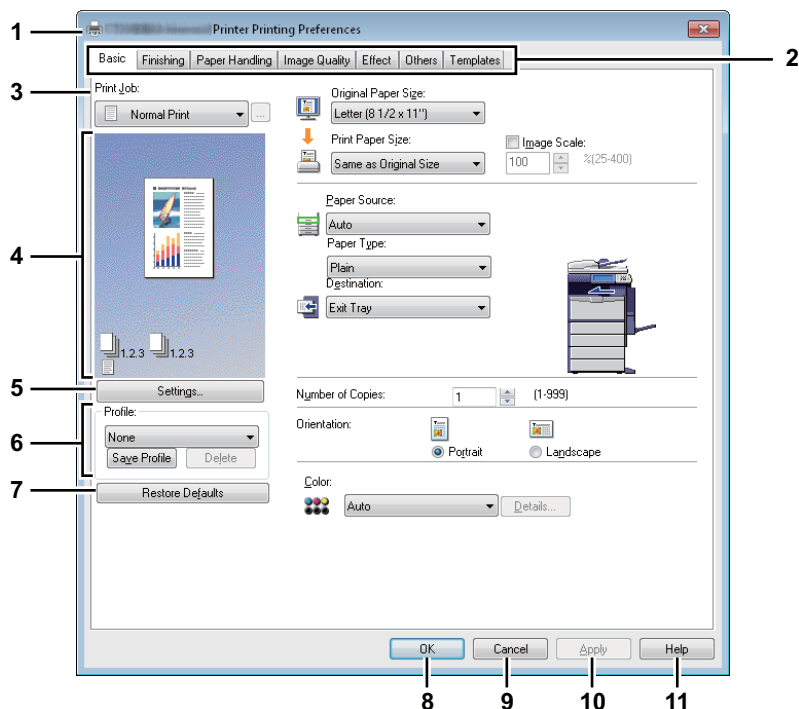 1
Printer Printing Preferences
Basic Finishing Paper Handling Image Quality Effect Others Templates
2
3
Print Job:
Normal Print
...
4
1.2.3 1.2.3
5
Settings...
6
Profile:
None
Save Profile Delete
7
Restore Defaults
Original Paper Size:
Letter (8 1/2 x 11")
Print Paper Size:
Same as Original Size
Image Scale:
100 %(25-400)
Paper Source:
Auto
Paper Type:
Plain
Destination:
Exit Tray
Number of Copies: 1 (1-999)
Orientation:
Portrait Landscape
Color:
Auto Details...
OK Cancel Apply Help
8 9 10 11